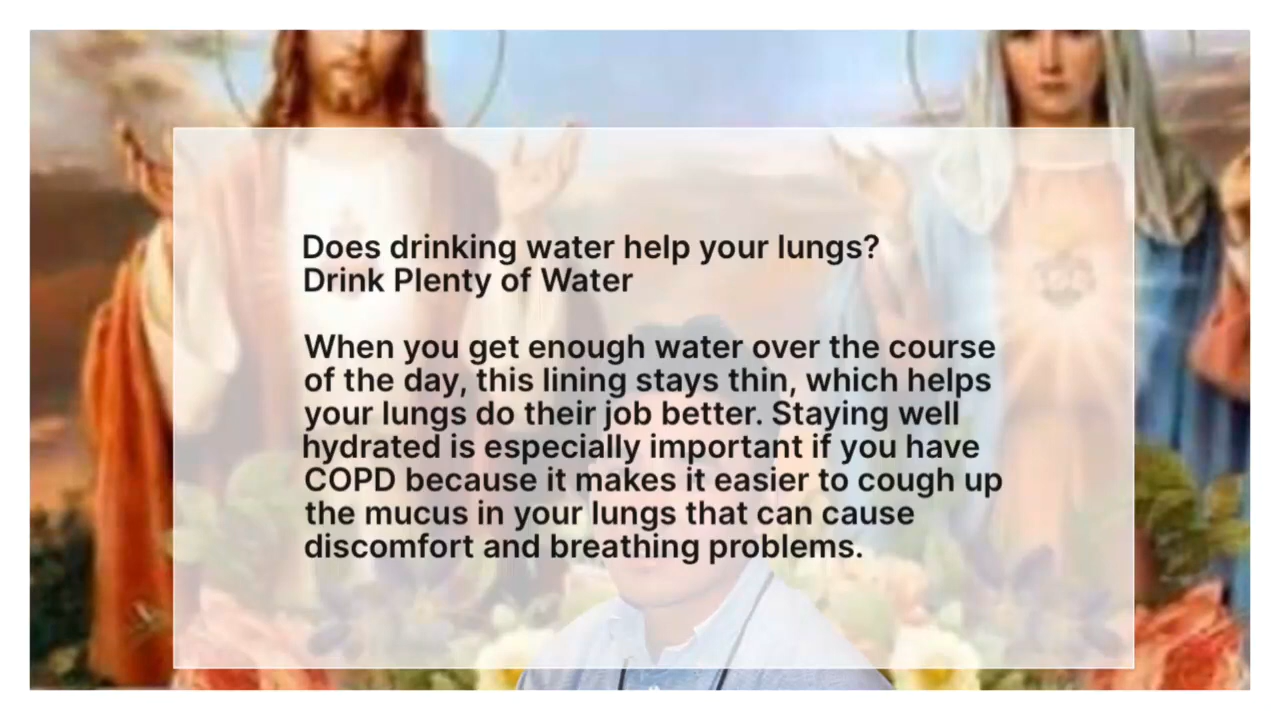 Does drinking water help your lungs?
Drink Plenty of Water
When you get enough water over the course
of the day, this lining stays thin, which helps
your lungs do their job better. Staying well
hydrated is especially important if you have
COPD because it makes it easier to cough up
the mucus in your lungs that can cause
discomfort and breathing problems.